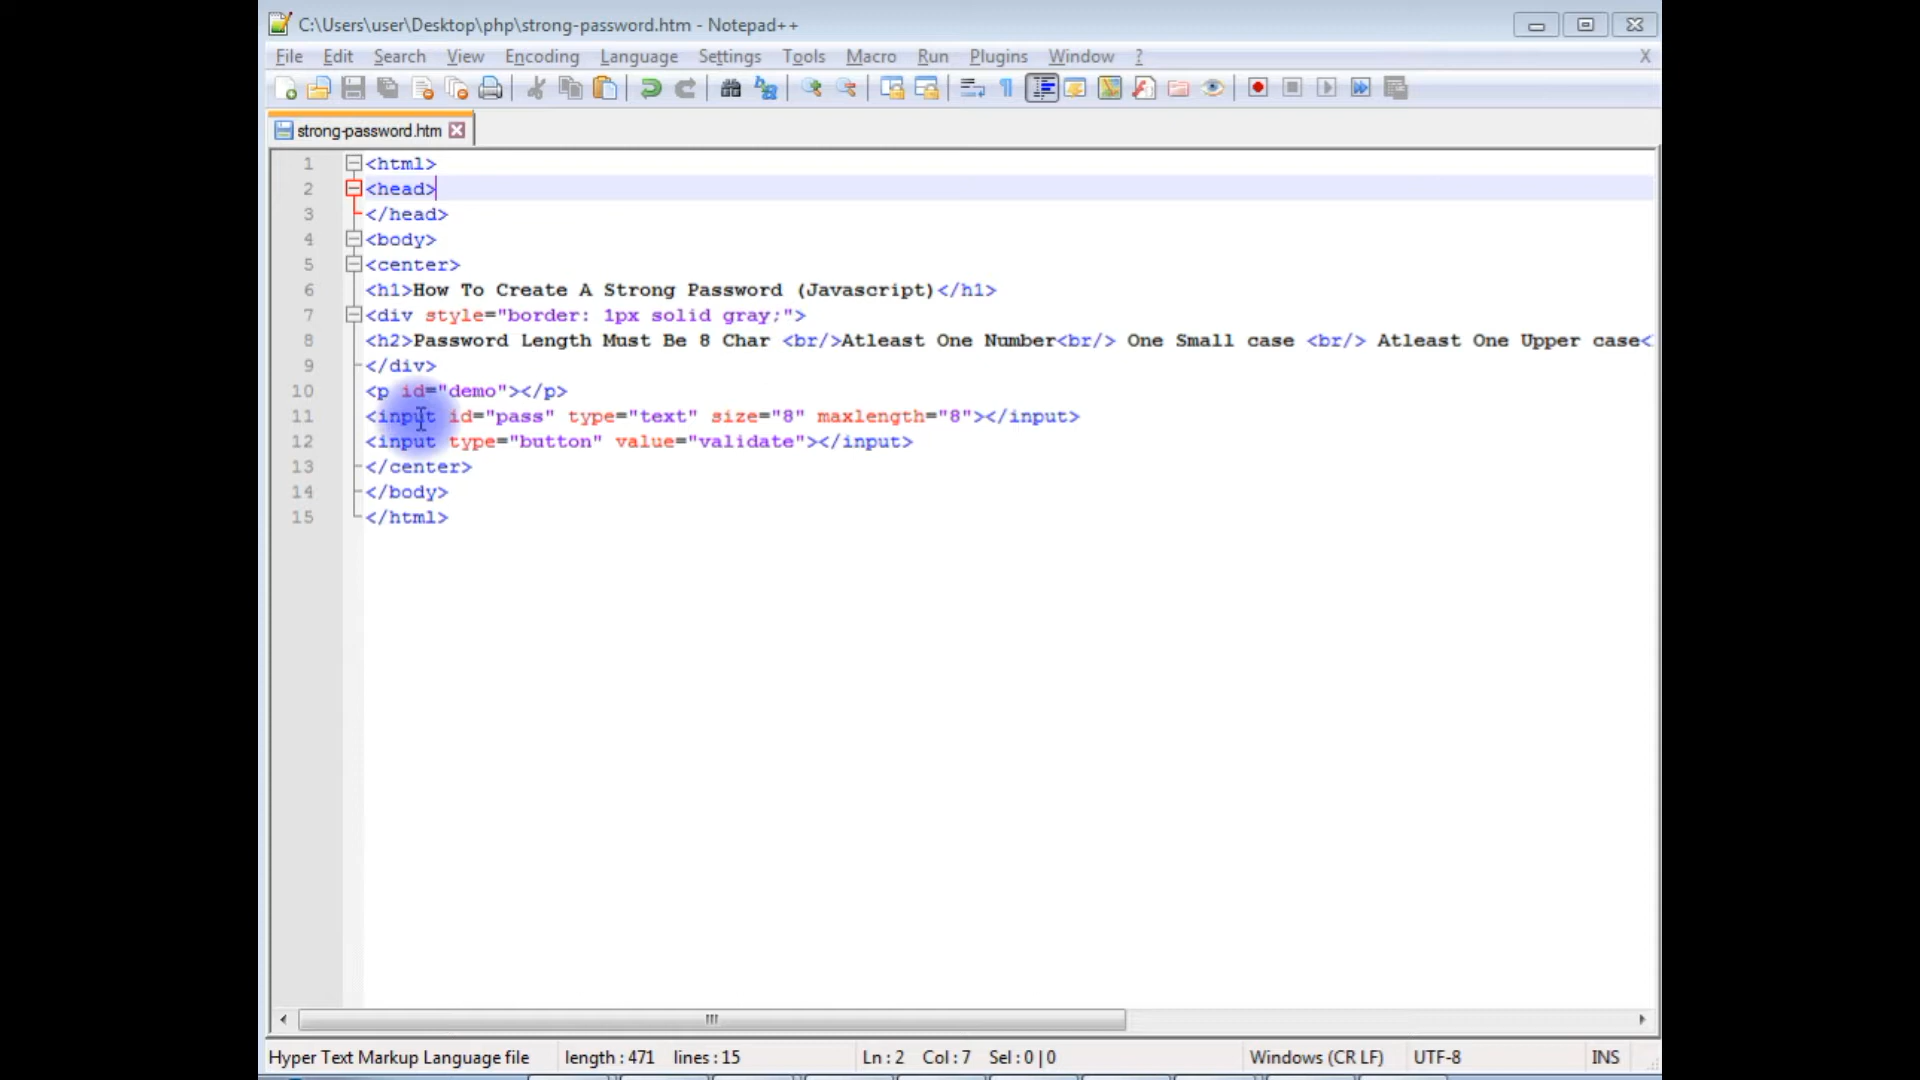 C:\Users\user\Desktop\php\strong-password.htm - Notepad++
File Edit Search View Encoding Language Settings Tools Macro Run Plugins Window ? X
strong-password.htm
1 <html>
2 <head>
3 </head>
4 <body>
5 <center>
6 <h1>How To Create A Strong Password (Javascript)</h1>
7 <div style="border: 1px solid gray;">
8 <h2>Password Length Must Be 8 Char <br/>Atleast One Number<br/> One Small case <br/> Atleast One Upper case<
9 </div>
10 <p id="demo"></p>
11 <input id="pass" type="text" size="8" maxlength="8"></input>
12 <input type="button" value="validate"></input>
13 </center>
14 </body>
15 </html>
Hyper Text Markup Language file length : 471 lines : 15 Ln : 2 Col : 7 Sel : 0 | 0 Windows (CR LF) UTF-8 INS